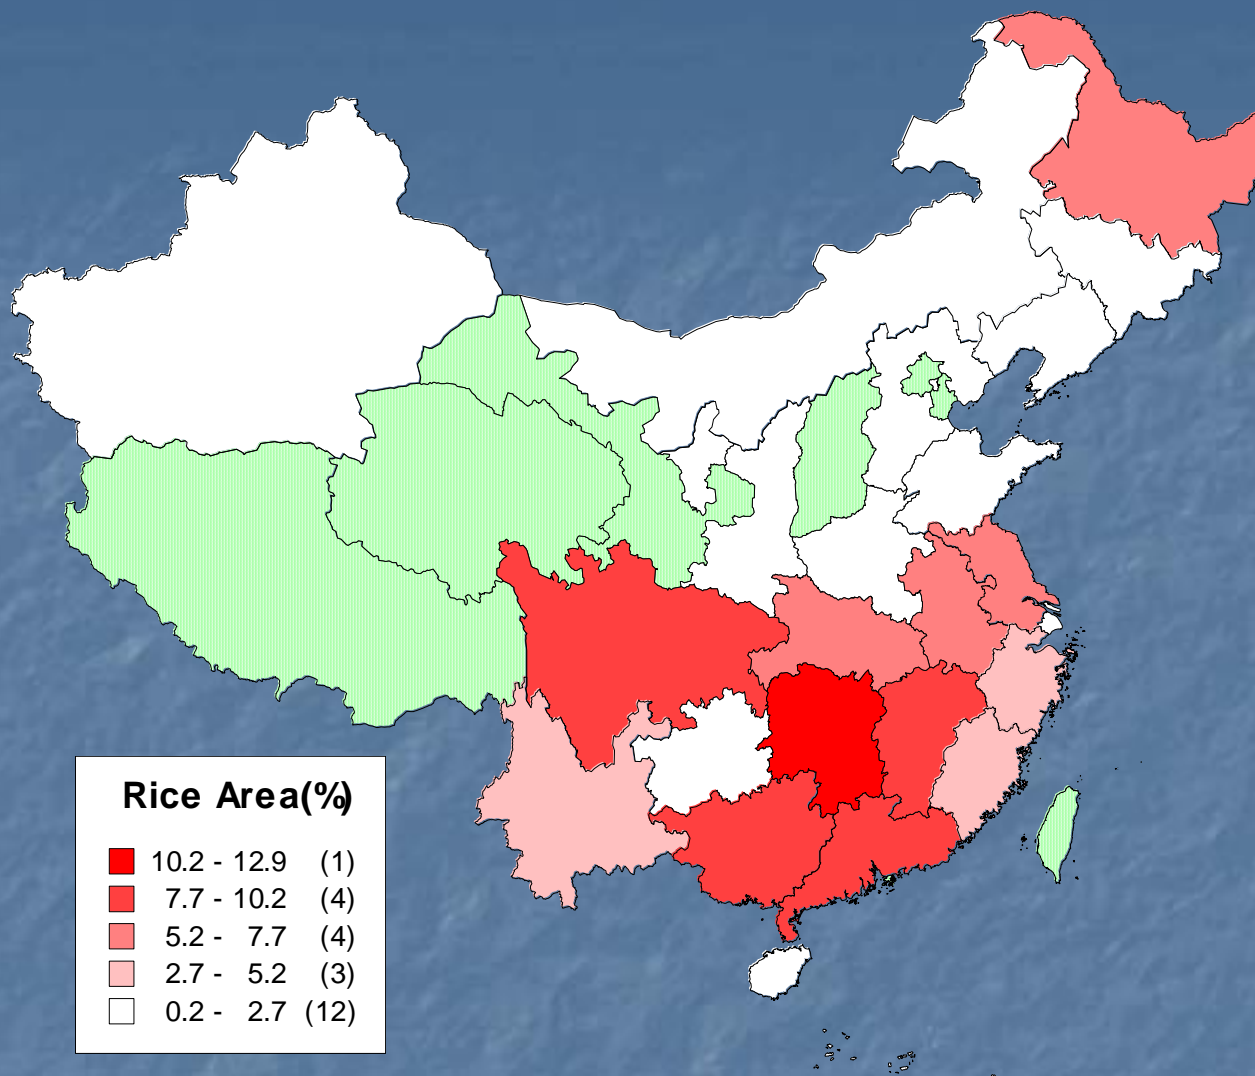 Rice Area(%)
10.2 - 12.9 (1)
7.7 - 10.2 (4)
5.2 - 7.7 (4)
2.7 - 5.2 (3)
0.2 - 2.7 (12)